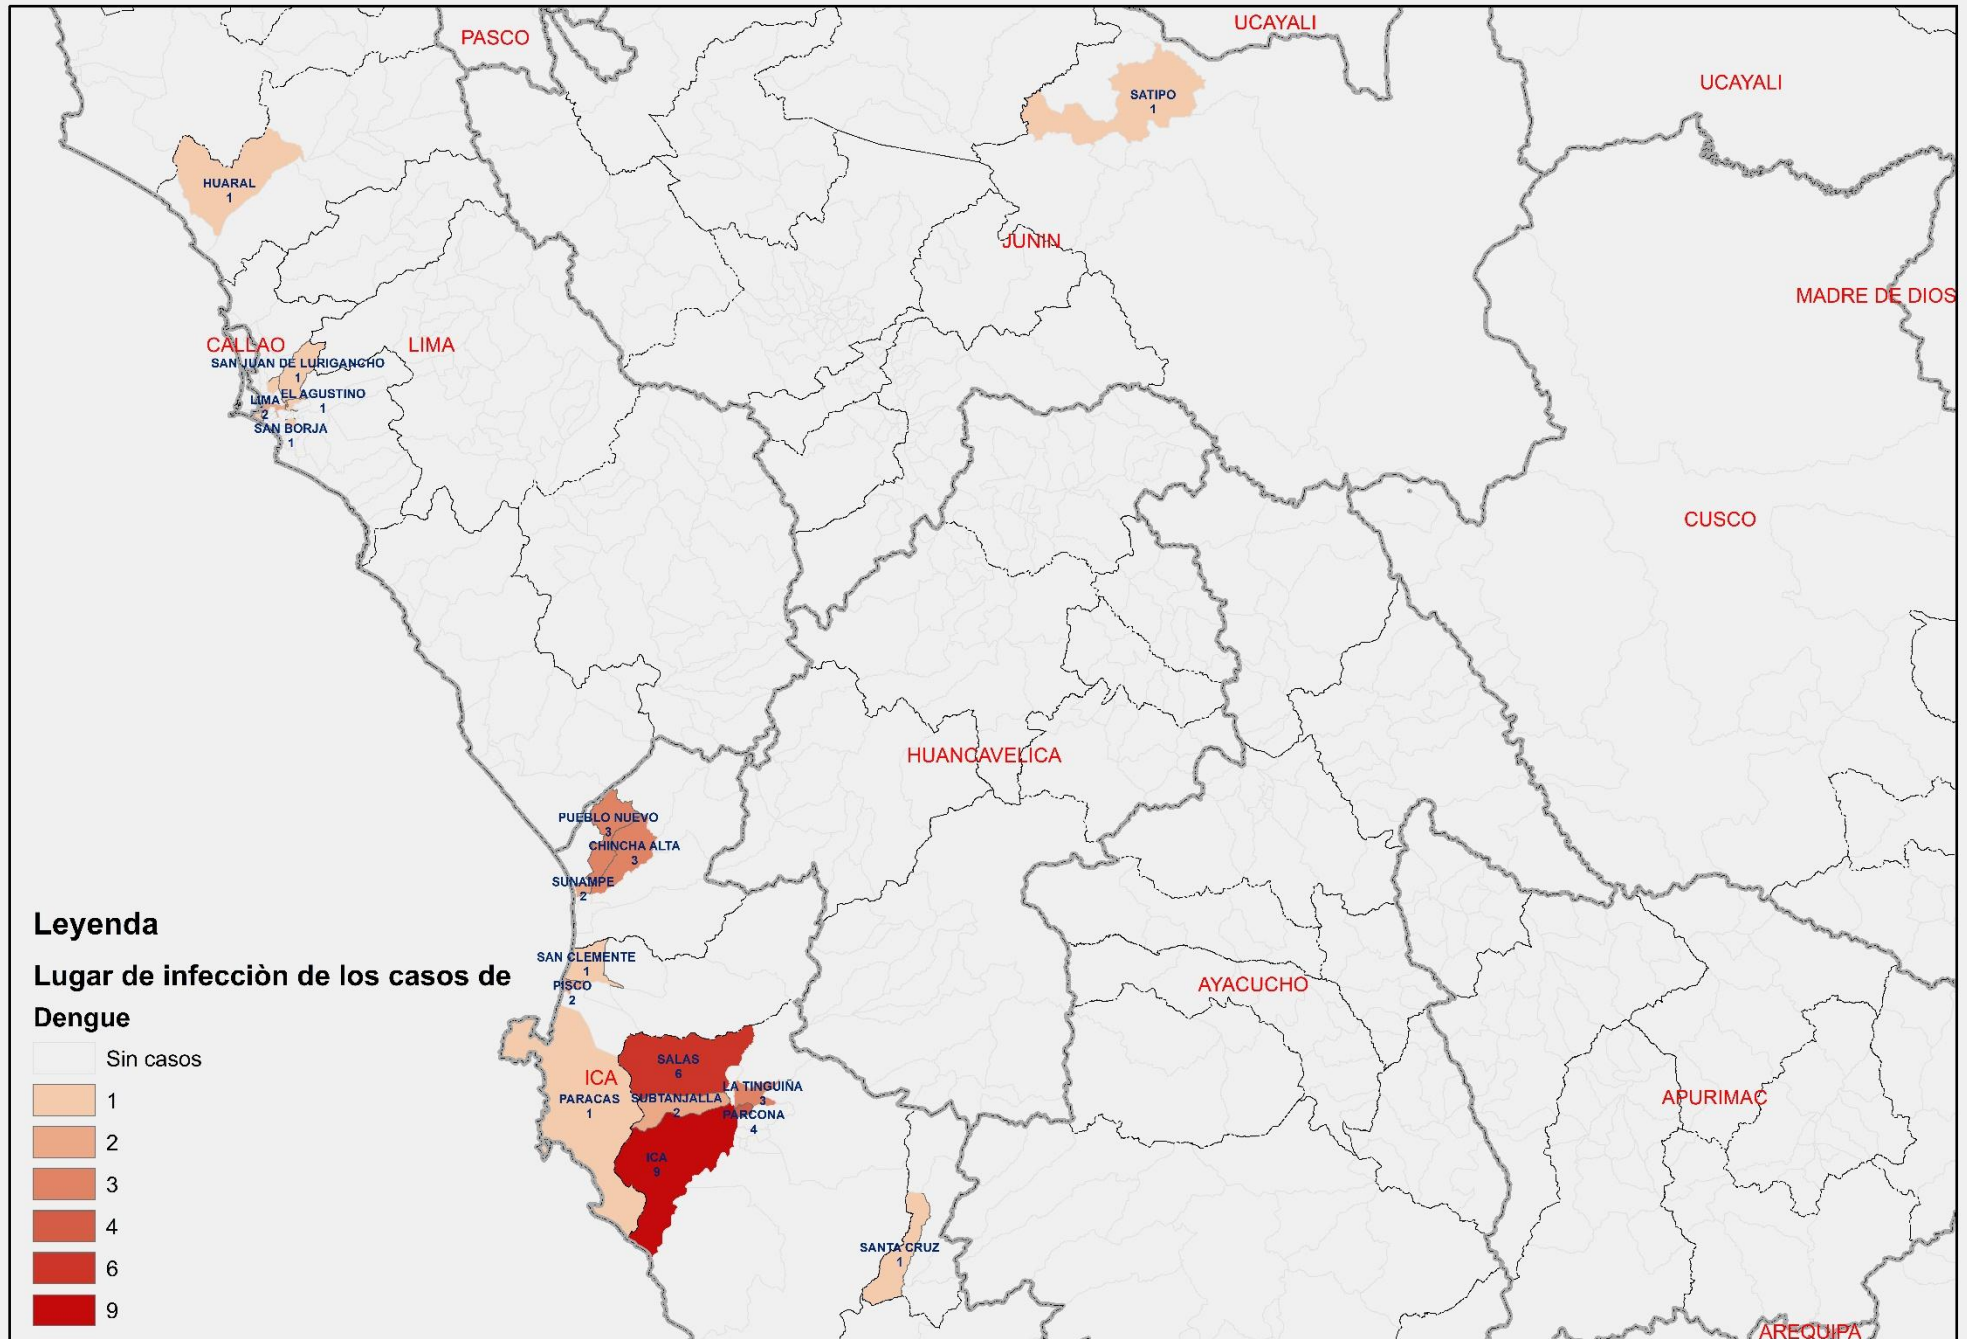 UCAYALI
PASCO
UCAYALI
SATIPO
1
HUARAL
1
JUNIN
MADRE DE DIOS
CALLAO
LIMA
SAN JUAN DE LURIGANCHO
1
EL AGUSTINO
1
LIMA
2
SAN BORJA
1
CUSCO
HUANCAVELICA
PUEBLO NUEVO
3
CHINCHA ALTA
3
SUNAMPE
2
SAN CLEMENTE
1
PISCO
2
AYACUCHO
SALAS
6
ICA
PARACAS
1
SUBTANJALLA
2
LA TINGUIÑA
3
PARCONA
4
ICA
9
APURIMAC
SANTA CRUZ
1
AREQUIPA
Leyenda
Lugar de infecciòn de los casos de
Dengue
Sin casos
1
2
3
4
6
9